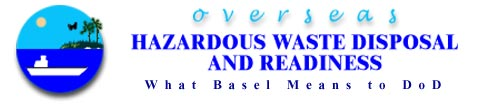 overseas
HAZARDOUS WASTE DISPOSAL
AND READINESS
What Basel Means to DoD